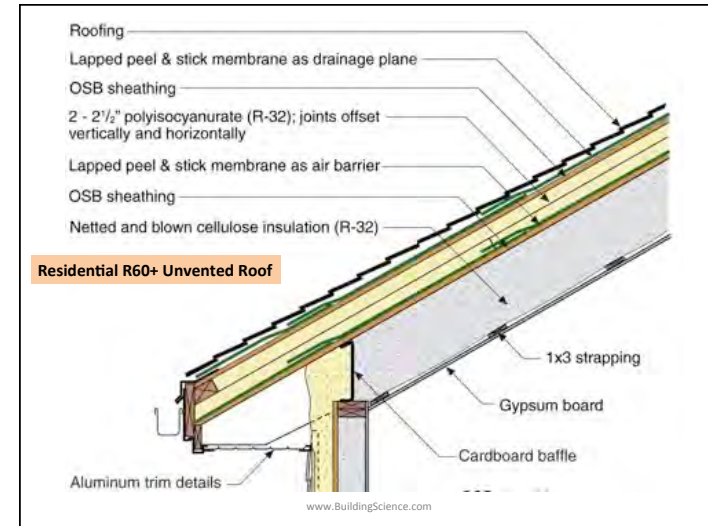 Roofing
Lapped peel & stick membrane as drainage plane
OSB sheathing
2 - 2 1/2" polyisocyanurate (R-32); joints offset
vertically and horizontally
Lapped peel & stick membrane as air barrier
OSB sheathing
Netted and blown cellulose insulation (R-32)
Residential R60+ Unvented Roof
1x3 strapping
Gypsum board
Cardboard baffle
Aluminum trim details
www.BuildingScience.com